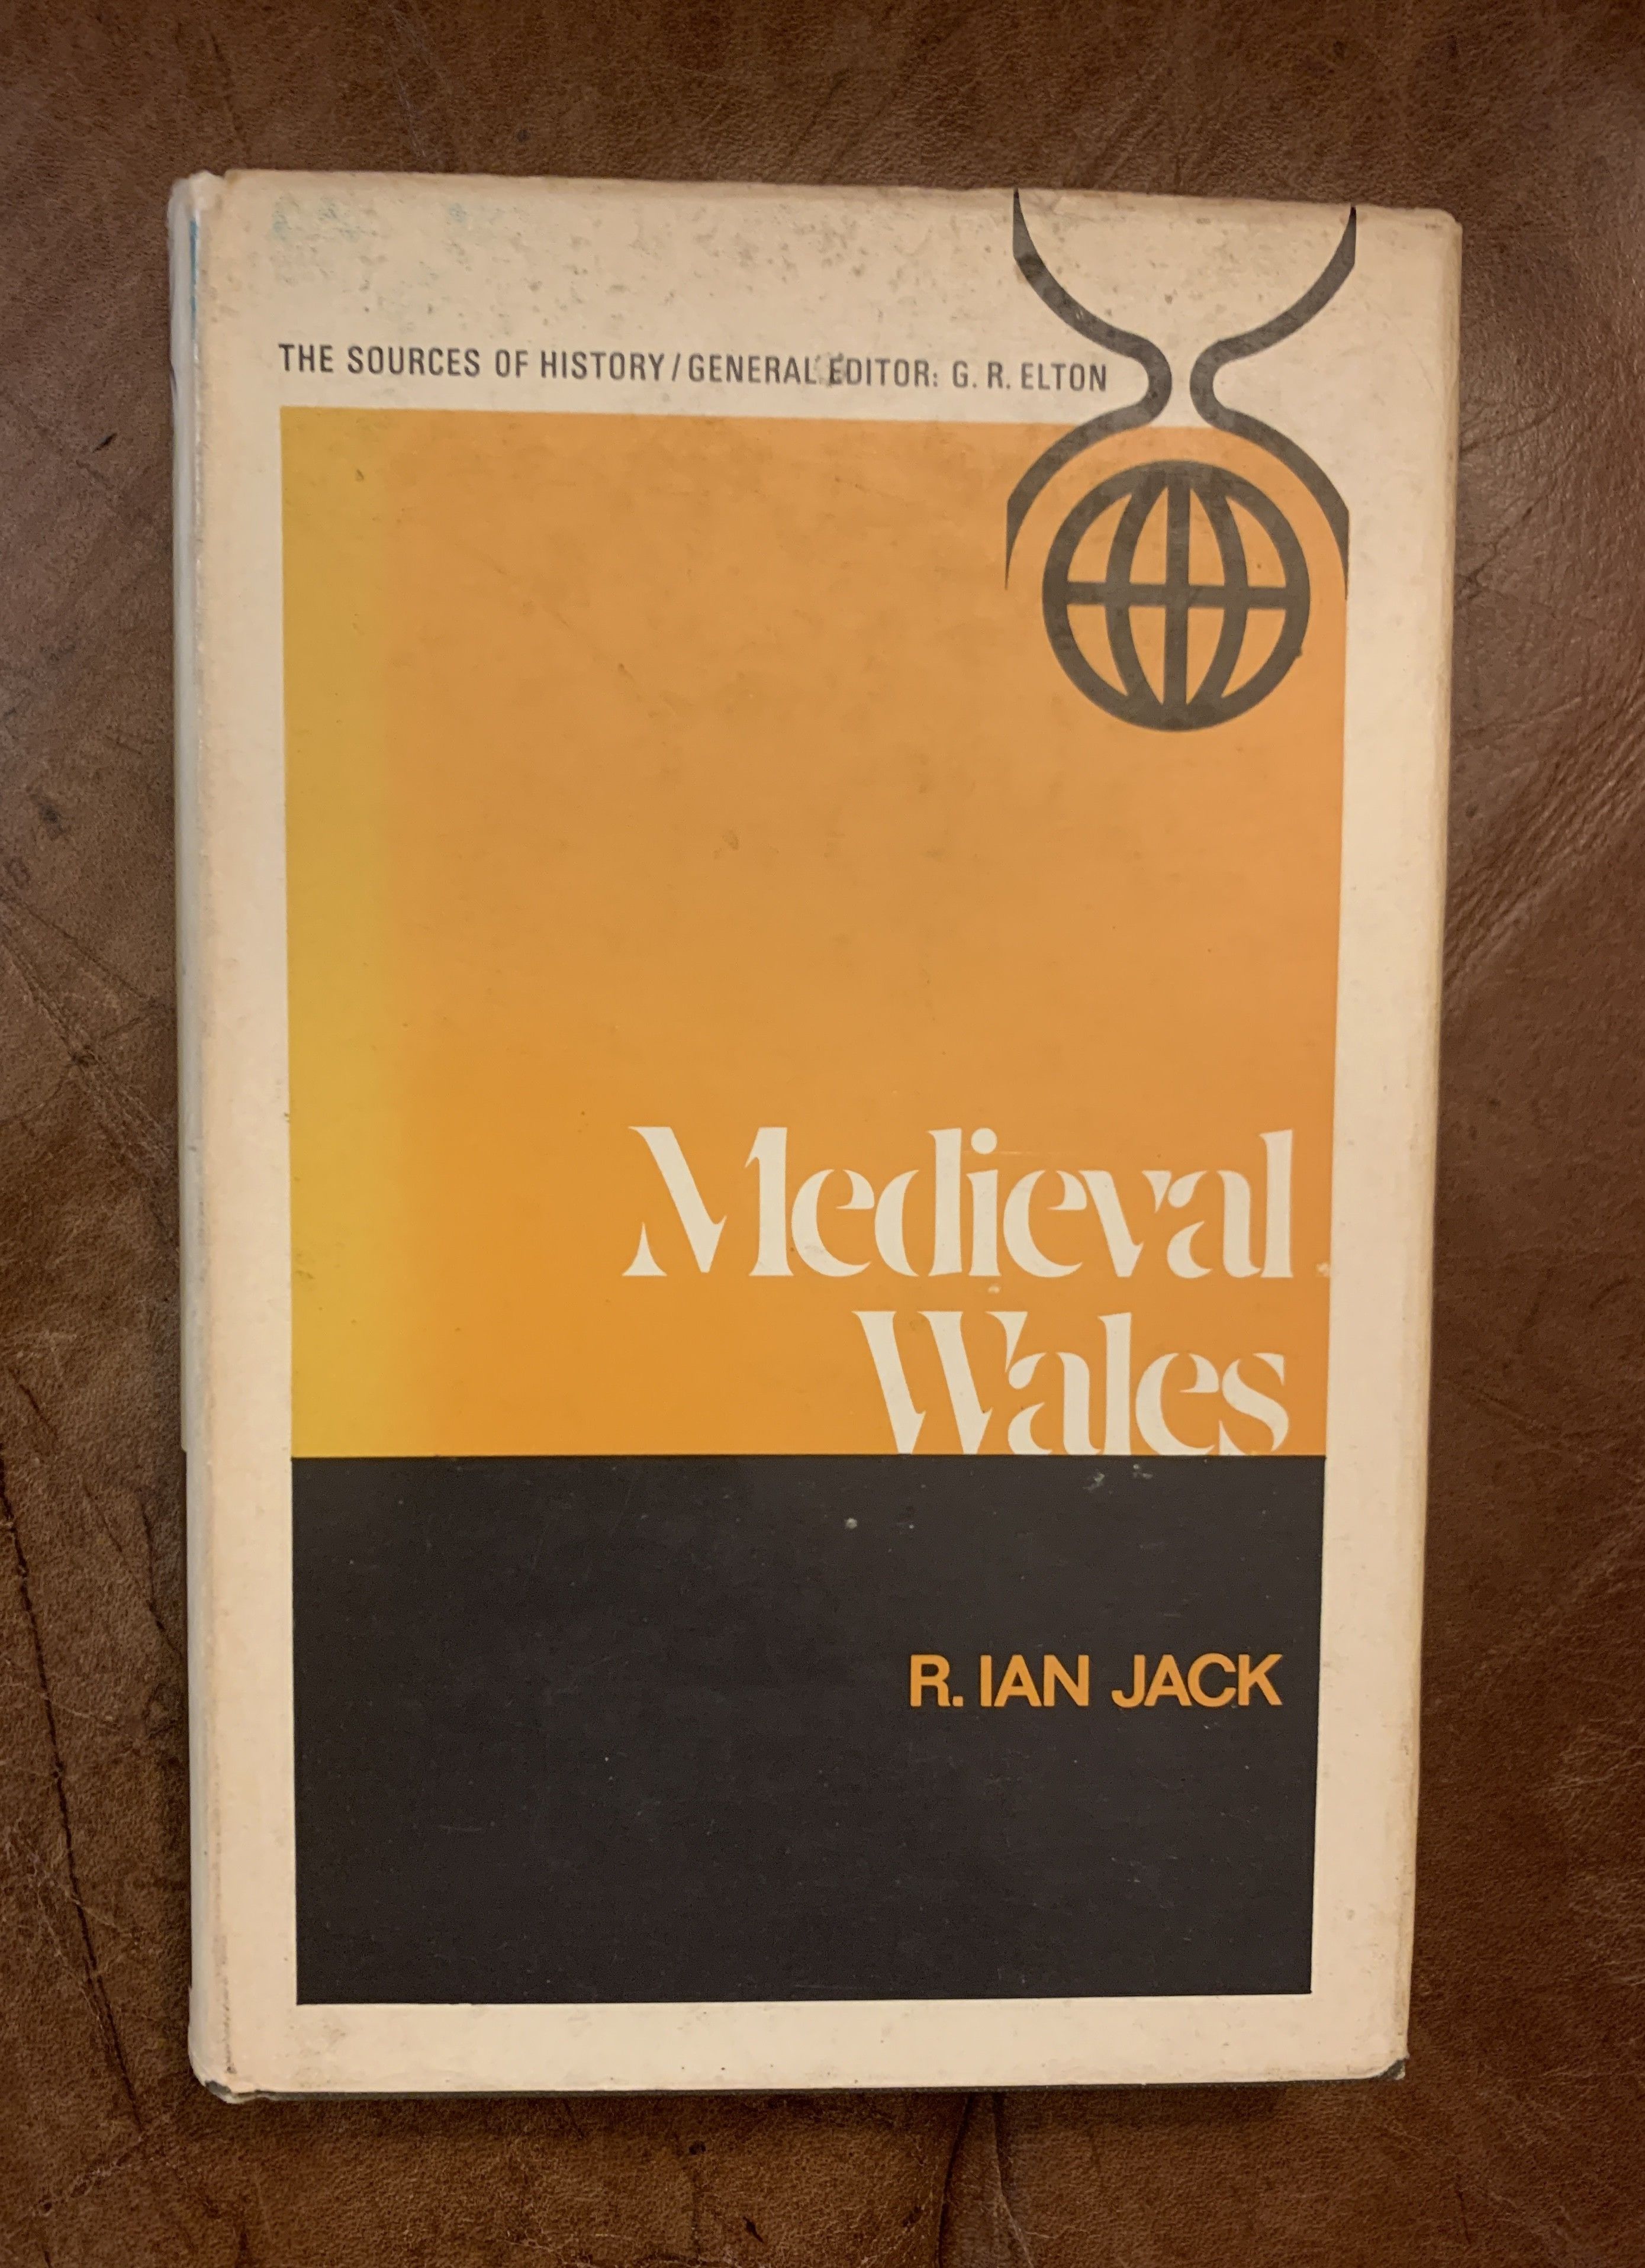 THE SOURCES OF HISTORY/GENERAL EDITOR: G. R. ELTON
Medieval
Wales
R. IAN JACK